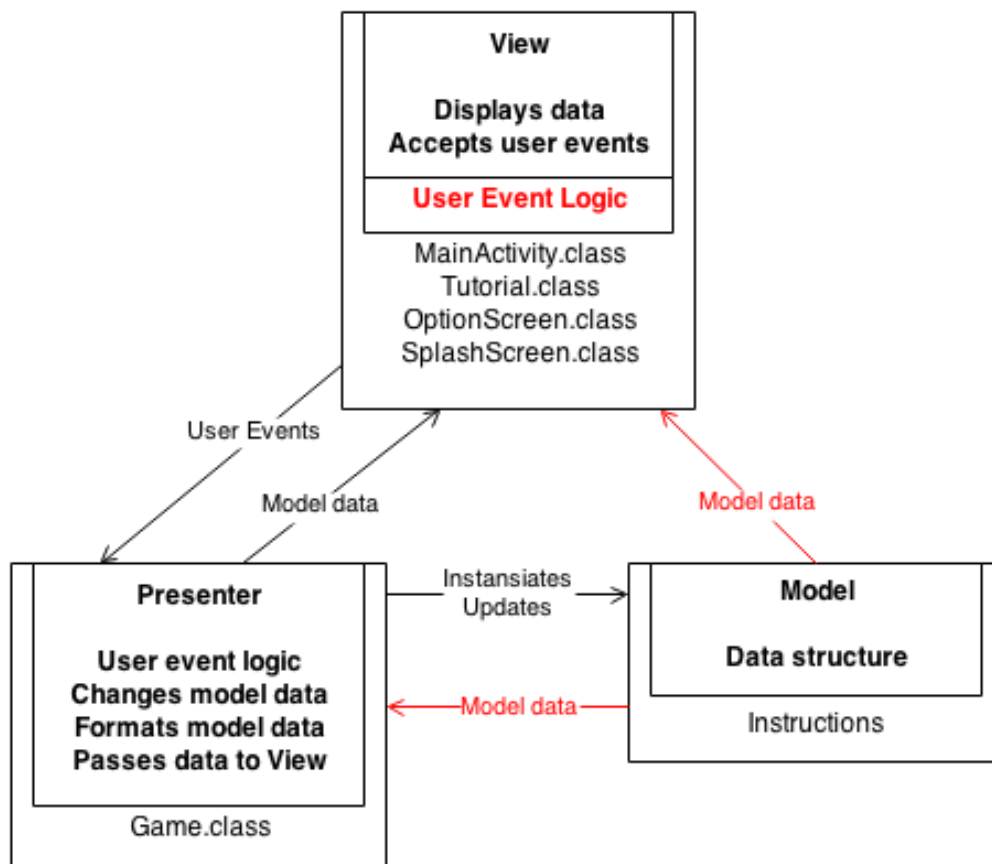 View
Displays data
Accepts user events
User Event Logic
MainActivity.class
Tutorial.class
OptionScreen.class
SplashScreen.class
User Events
Model data
Model data
Presenter
User event logic
Changes model data
Formats model data
Passes data to View
Game.class
Instansiates
Updates
Model data
Model
Data structure
Instructions